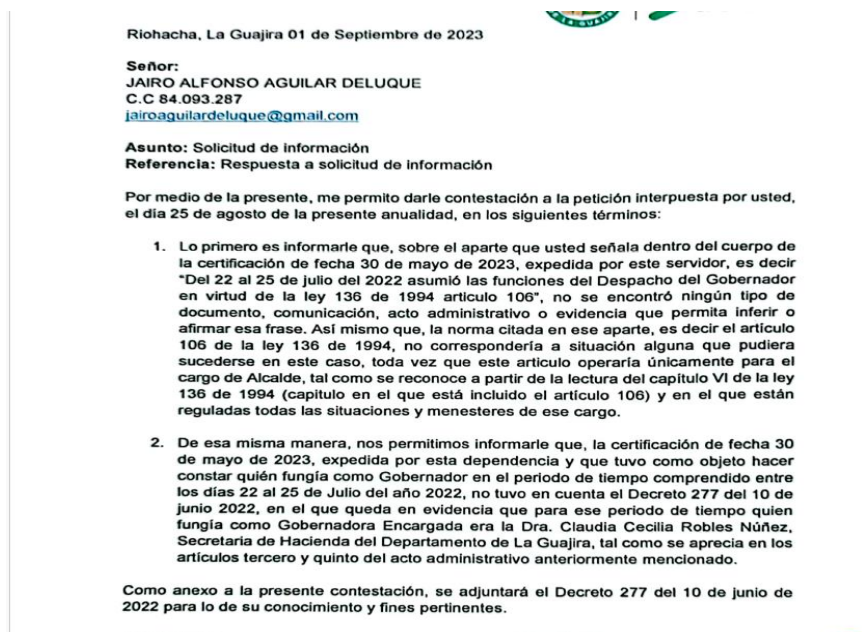 Riohacha, La Guajira 01 de Septiembre de 2023
Señor:
JAIRO ALFONSO AGUILAR DELUQUE
C.C 84.093.287
jairoaguilardeluque@gmail.com
Asunto: Solicitud de información
Referencia: Respuesta a solicitud de información
Por medio de la presente, me permito darle contestación a la petición interpuesta por usted,
el día 25 de agosto de la presente anualidad, en los siguientes términos:
1. Lo primero es informarle que, sobre el aparte que usted señala dentro del cuerpo de
la certificación de fecha 30 de mayo de 2023, expedida por este servidor, es decir
"Del 22 al 25 de julio del 2022 asumió las funciones del Despacho del Gobernador
en virtud de la ley 136 de 1994 articulo 106", no se encontró ningún tipo de
documento, comunicación, acto administrativo o evidencia que permita inferir o
afirmar esa frase. Así mismo que, la norma citada en ese aparte, es decir el artículo
106 de la ley 136 de 1994, no correspondería a situación alguna que pudiera
sucederse en este caso, toda vez que este articulo operaría únicamente para el
cargo de Alcalde, tal como se reconoce a partir de la lectura del capítulo VI de la ley
136 de 1994 (capitulo en el que está incluido el artículo 106) y en el que están
reguladas todas las situaciones y menesteres de ese cargo.
2. De esa misma manera, nos permitimos informarle que, la certificación de fecha 30
de mayo de 2023, expedida por esta dependencia y que tuvo como objeto hacer
constar quién fungía como Gobernador en el periodo de tiempo comprendido entre
los días 22 al 25 de Julio del año 2022, no tuvo en cuenta el Decreto 277 del 10 de
junio 2022, en el que queda en evidencia que para ese periodo de tiempo quien
fungía como Gobernadora Encargada era la Dra. Claudia Cecilia Robles Núñez,
Secretaria de Hacienda del Departamento de La Guajira, tal como se aprecia en los
artículos tercero y quinto del acto administrativo anteriormente mencionado.
Como anexo a la presente contestación, se adjuntará el Decreto 277 del 10 de junio de
2022 para lo de su conocimiento y fines pertinentes.